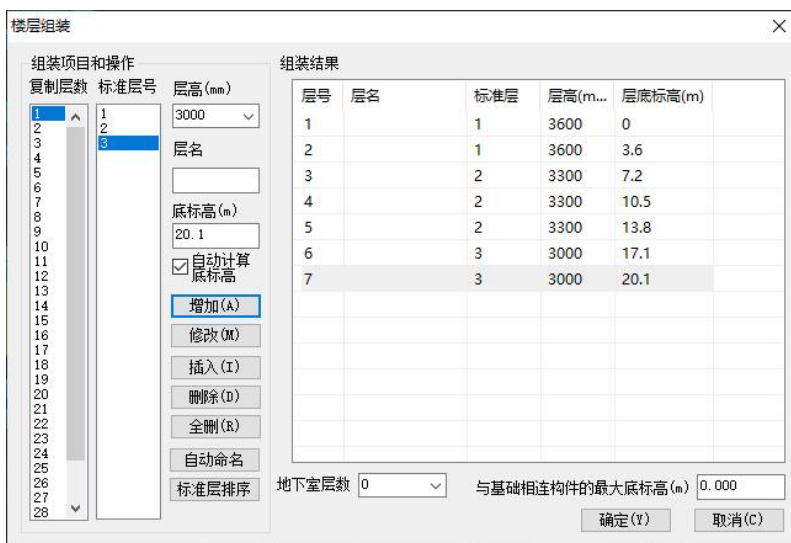 楼层组装
组装项目和操作
复制层数 标准层号 层高(mm)
1
2
3
4
5
6
7
8
9
10
11
12
13
14
15
16
17
18
19
20
21
22
23
24
25
26
27
28
1
2
3
3000
层名
底标高(m)
20.1
自动计算
底标高
增加(A)
修改(M)
插入(I)
删除(D)
全删(R)
自动命名
标准层排序
组装结果
层号 层名 标准层 层高(m... 层底标高(m)
1 1 3600 0
2 1 3600 3.6
3 2 3300 7.2
4 2 3300 10.5
5 2 3300 13.8
6 3 3000 17.1
7 3 3000 20.1
地下室层数 0 与基础相连构件的最大底标高(m) 0.000
确定(Y) 取消(C)